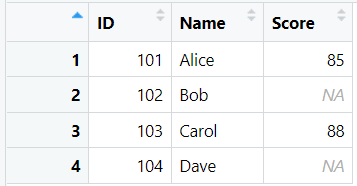 ID Name Score
1 101 Alice 85
2 102 Bob NA
3 103 Carol 88
4 104 Dave NA